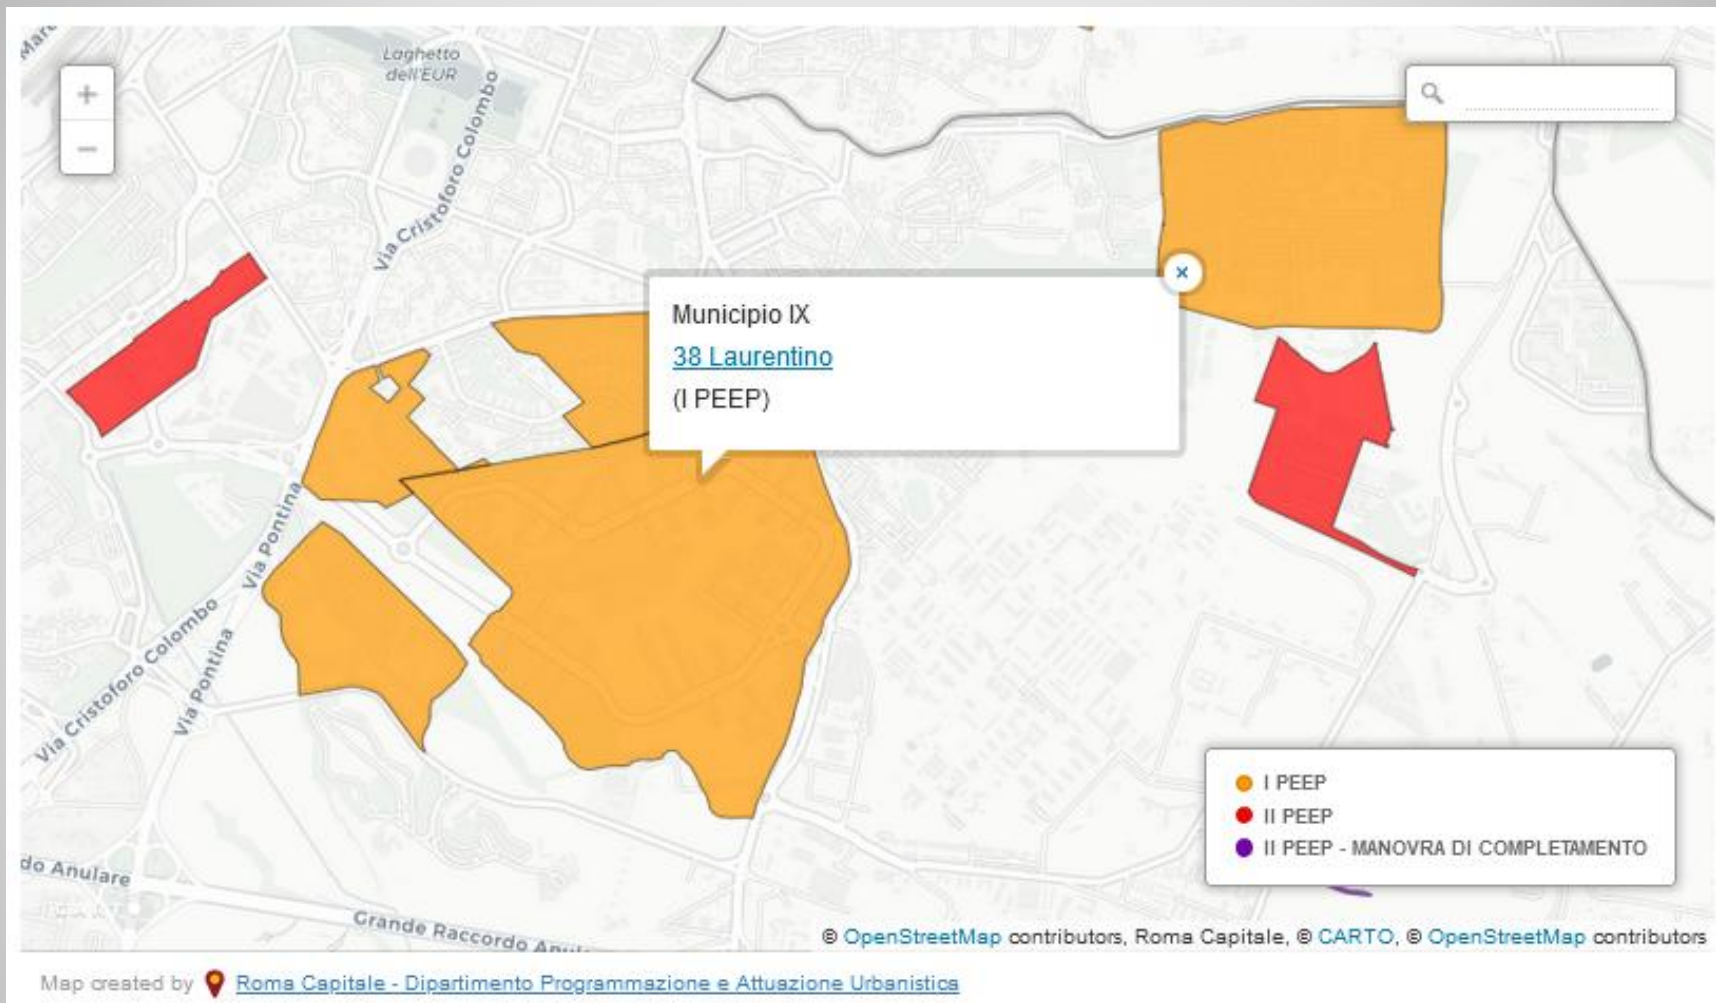 Laghetto
dell'EUR
Via Cristoforo Colombo
+
−
Municipio IX
38 Laurentino
(I PEEP)
×
Via Pontina
Via Cristoforo Colombo
Via Pontina
I PEEP
II PEEP
II PEEP - MANOVRA DI COMPLETAMENTO
do Anulare
Grande Raccordo Anul
© OpenStreetMap contributors, Roma Capitale, © CARTO, © OpenStreetMap contributors
Map created by Roma Capitale - Dipartimento Programmazione e Attuazione Urbanistica